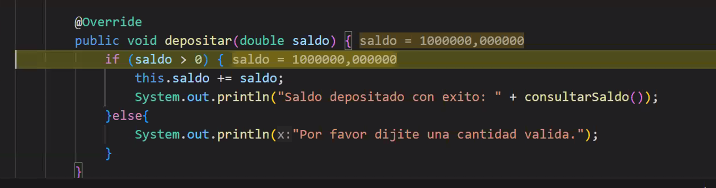 @Override
public void depositar(double saldo) { saldo = 1000000,000000
if (saldo > 0) { saldo = 1000000,000000
this.saldo += saldo;
System.out.println("Saldo depositado con exito: " + consultarSaldo());
}else{
System.out.println(x:"Por favor dijite una cantidad valida.");
}
}